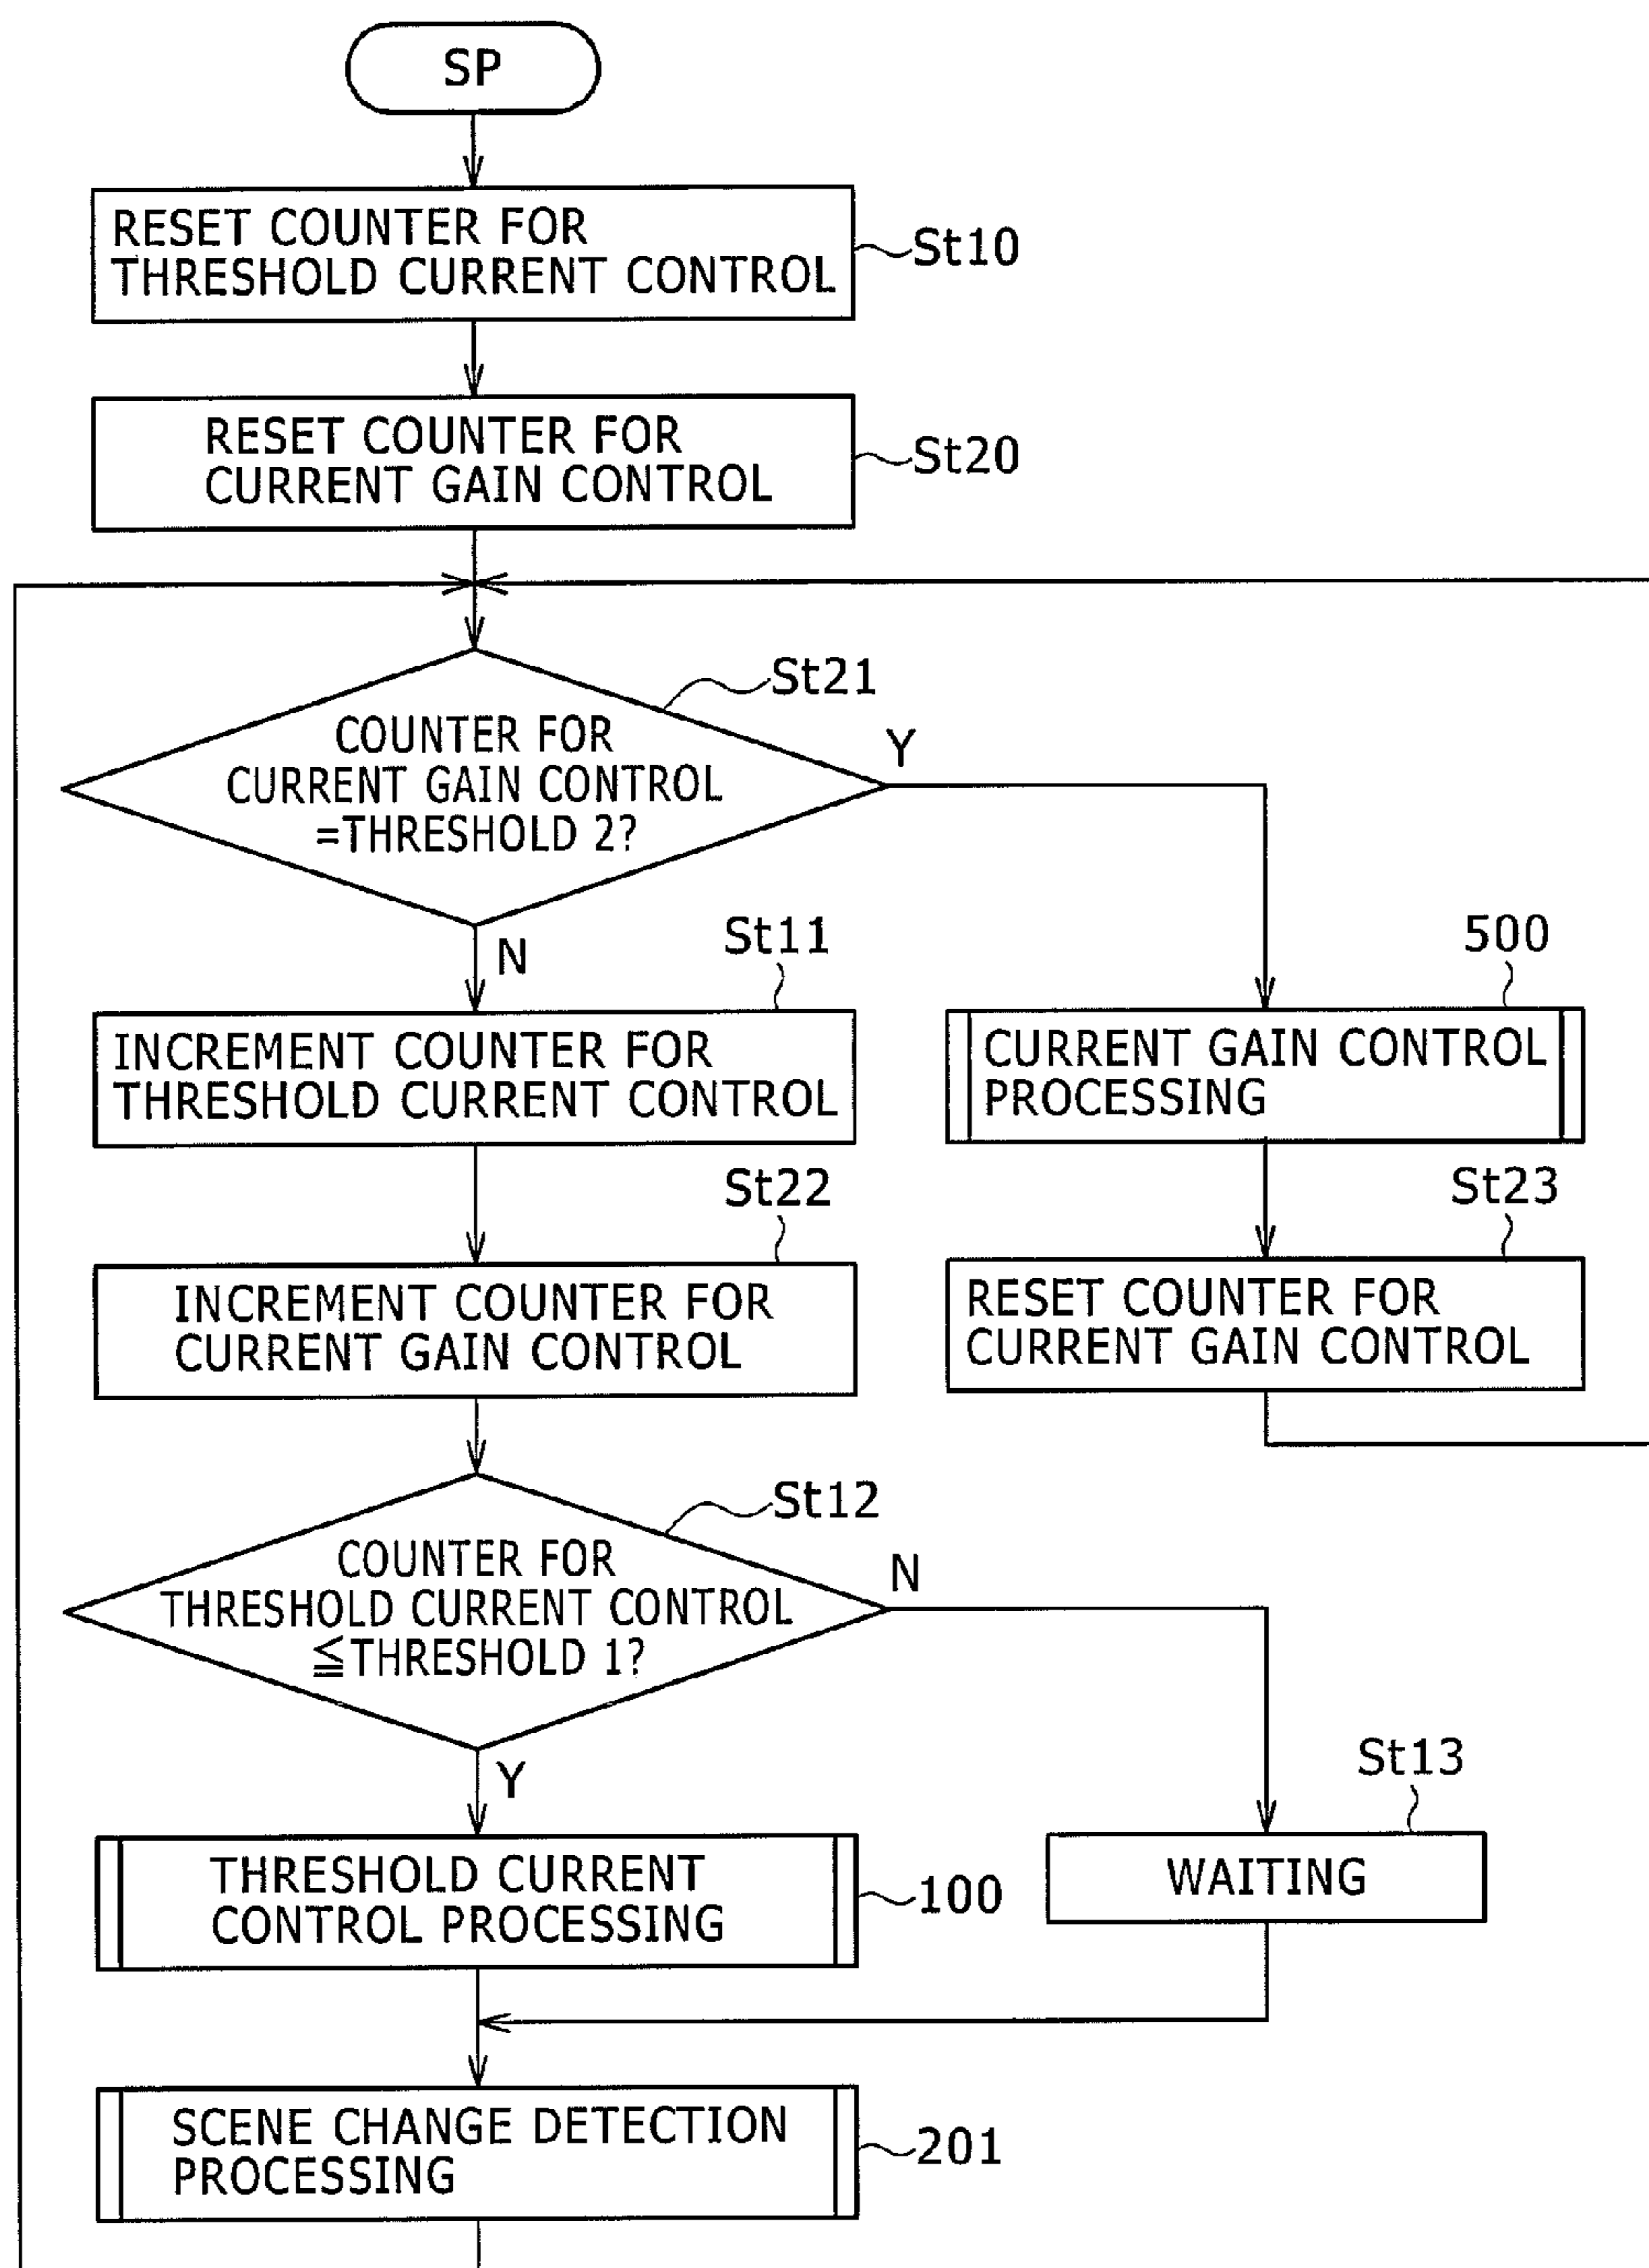 SP
RESET COUNTER FOR
THRESHOLD CURRENT CONTROL
St10
RESET COUNTER FOR
CURRENT GAIN CONTROL
St20
St21
COUNTER FOR
CURRENT GAIN CONTROL
=THRESHOLD 2?
Y
N
St11
INCREMENT COUNTER FOR
THRESHOLD CURRENT CONTROL
500
CURRENT GAIN CONTROL
PROCESSING
St22
INCREMENT COUNTER FOR
CURRENT GAIN CONTROL
St23
RESET COUNTER FOR
CURRENT GAIN CONTROL
St12
COUNTER FOR
THRESHOLD CURRENT CONTROL
≦THRESHOLD 1?
N
Y
St13
WAITING
THRESHOLD CURRENT
CONTROL PROCESSING
100
SCENE CHANGE DETECTION
PROCESSING
201